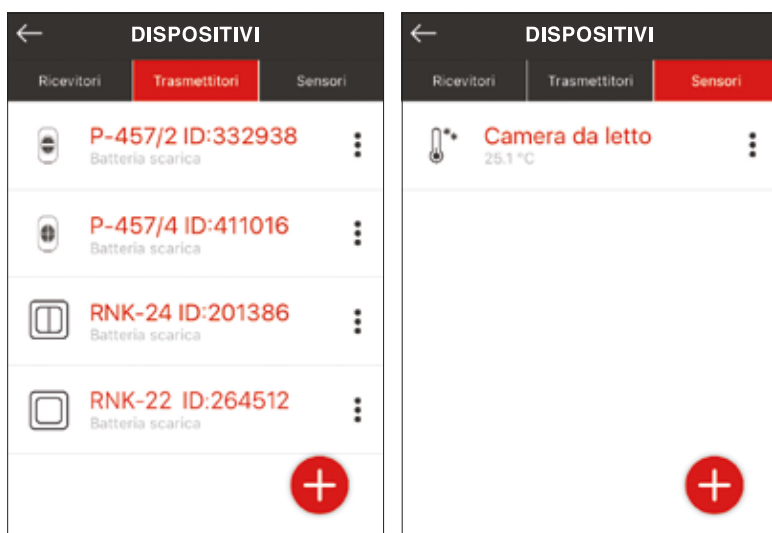 DISPOSITIVI
Ricevitori Trasmettitori Sensori
P-457/2 ID:332938
Batteria scarica
P-457/4 ID:411016
Batteria scarica
RNK-24 ID:201386
Batteria scarica
RNK-22 ID:264512
Batteria scarica
DISPOSITIVI
Ricevitori Trasmettitori Sensori
Camera da letto
25.1 °C